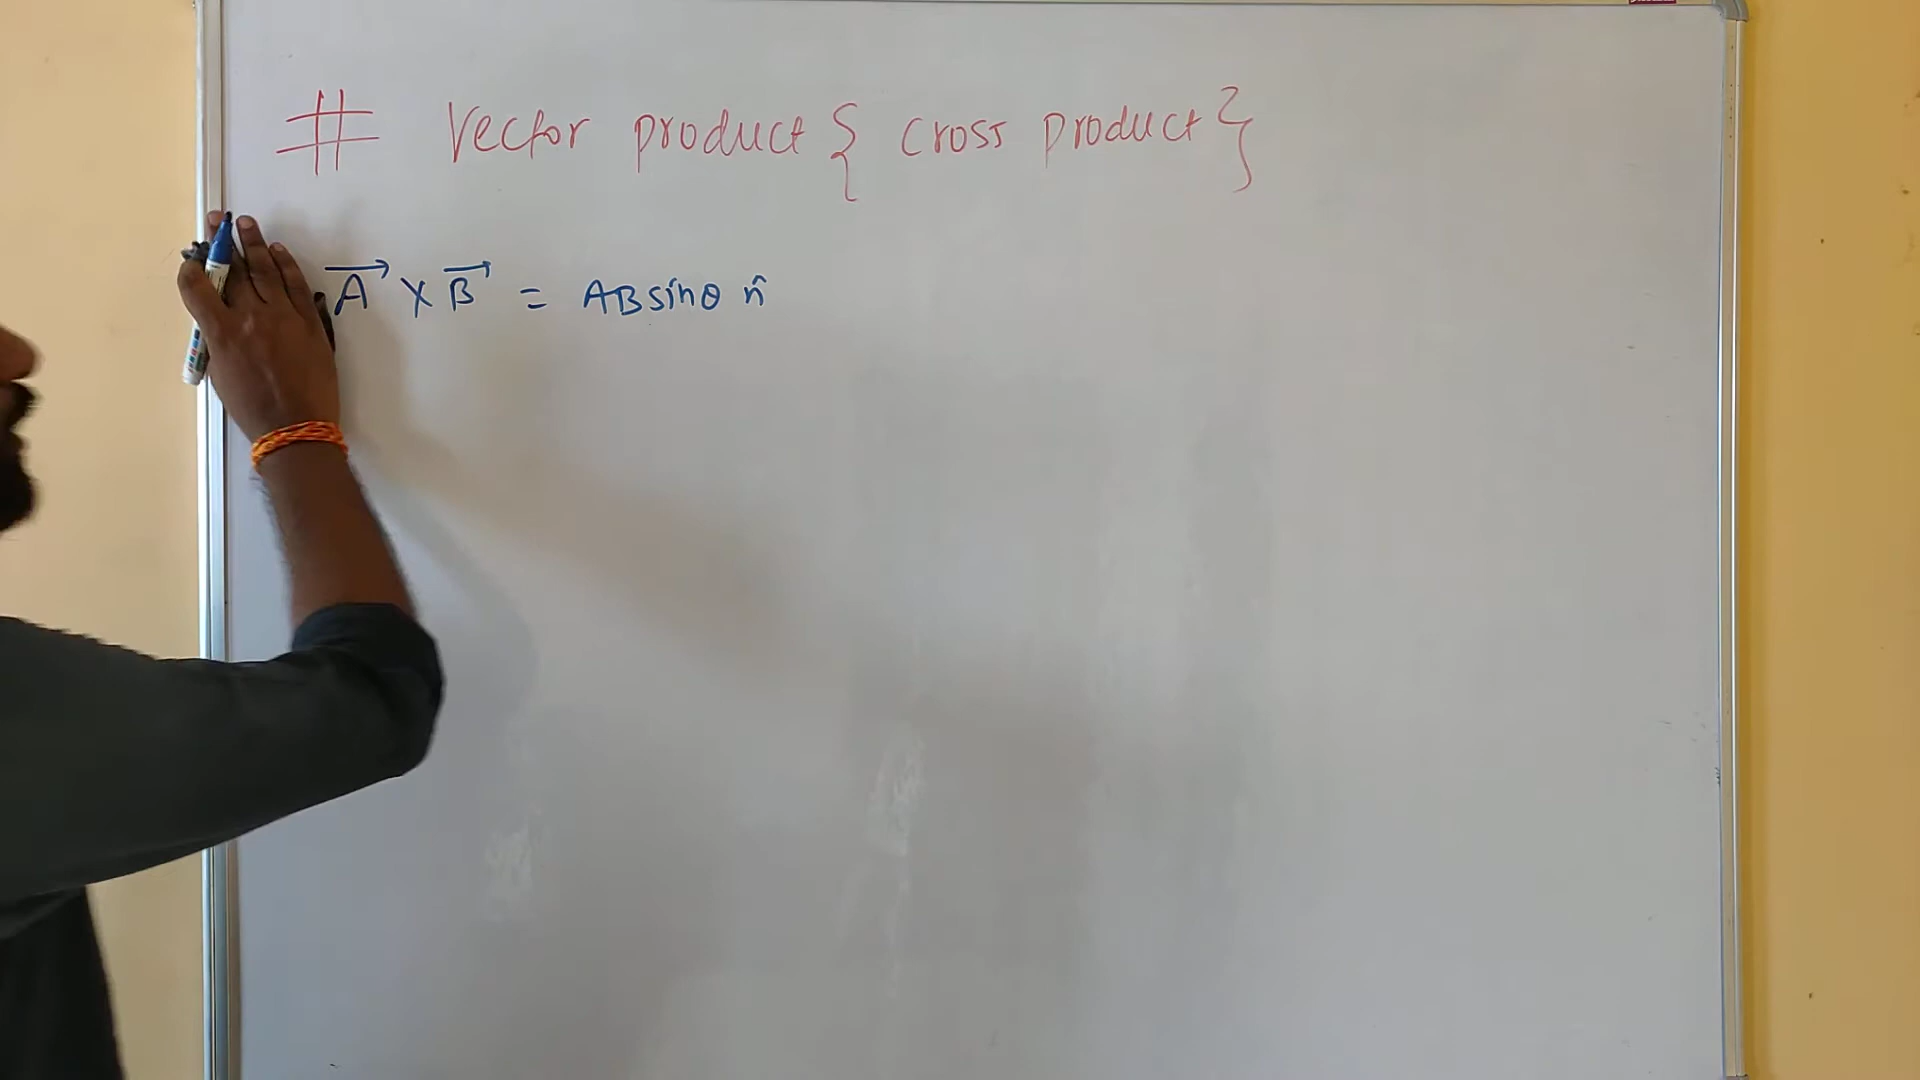 # Vector product { cross product }
A⃗ × B⃗ = ABsinθ n̂